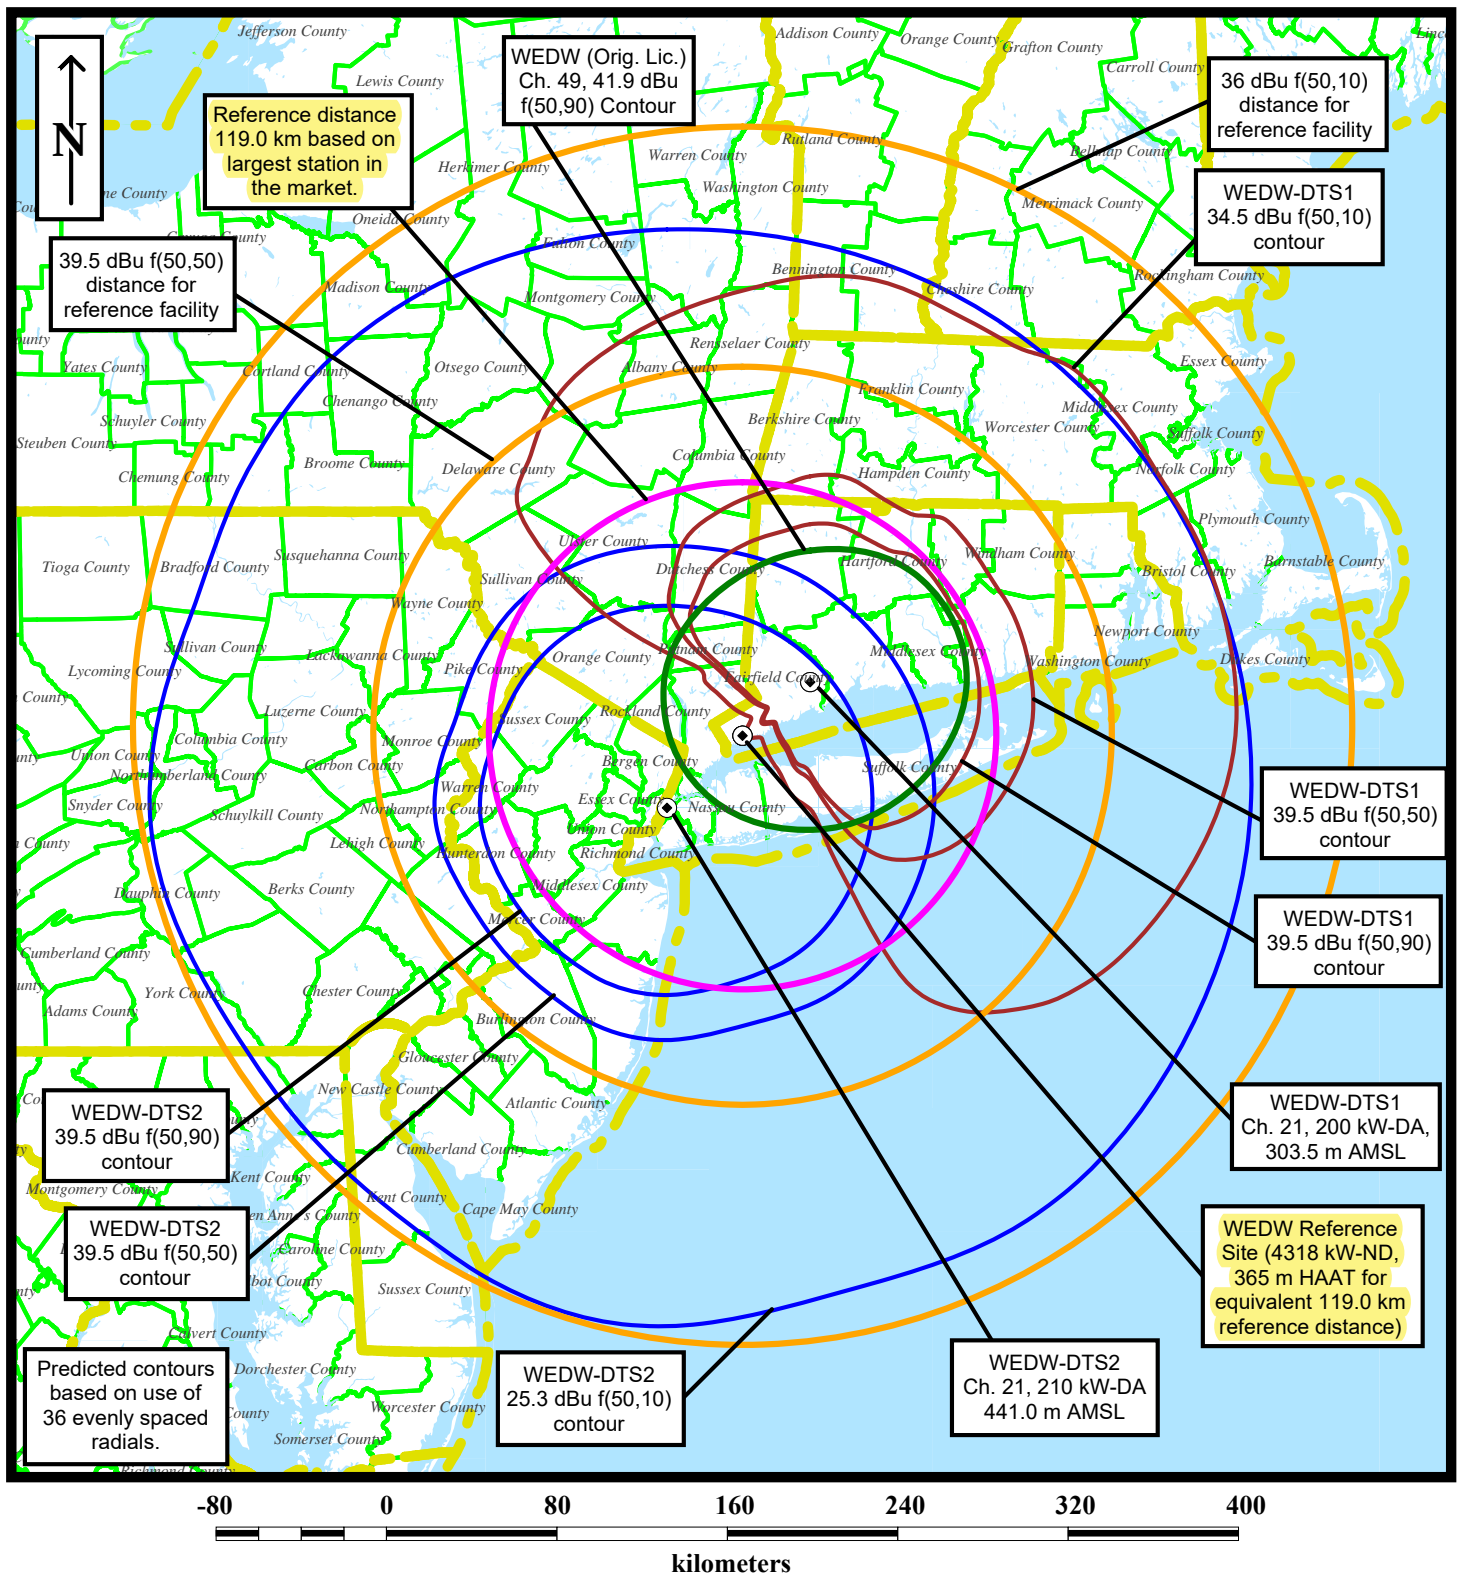 Jefferson County
Lewis County
Addison County
Orange County
Grafton County
Carroll County
WEDW (Orig. Lic.)
Ch. 49, 41.9 dBu
f(50,90) Contour
36 dBu f(50,10)
distance for
reference facility
N
Reference distance
119.0 km based on
largest station in
the market.
Herkimer County
Warren County
Rutland County
Belknap County
Washington County
Merrimack County
WEDW-DTS1
34.5 dBu f(50,10)
contour
Oneida County
Fulton County
39.5 dBu f(50,50)
distance for
reference facility
Madison County
Montgomery County
Bennington County
Cheshire County
Rockingham County
Rensselaer County
Essex County
Yates County
Cortland County
Otsego County
Albany County
Chenango County
Franklin County
Middlesex County
Schuyler County
Berkshire County
Worcester County
Suffolk County
Steuben County
Columbia County
Chemung County
Broome County
Delaware County
Hampden County
Norfolk County
Plymouth County
Tioga County
Bradford County
Susquehanna County
Ulster County
Sullivan County
Dutchess County
Hartford County
Windham County
Bristol County
Barnstable County
Wayne County
Newport County
Sullivan County
Lackawanna County
Lycoming County
Pike County
Orange County
Putnam County
Fairfield County
Middlesex County
Washington County
Dukes County
Luzerne County
Sussex County
Rockland County
Columbia County
Union County
Monroe County
Northumberland County
Carbon County
Bergen County
Suffolk County
Warren County
Snyder County
Schuylkill County
Northampton County
Essex County
Nassau County
WEDW-DTS1
39.5 dBu f(50,50)
contour
Lehigh County
Union County
Hunterdon County
Richmond County
Dauphin County
Berks County
Middlesex County
Mercer County
WEDW-DTS1
39.5 dBu f(50,90)
contour
Cumberland County
York County
Chester County
Adams County
Burlington County
Gloucester County
New Castle County
Atlantic County
WEDW-DTS2
39.5 dBu f(50,90)
contour
WEDW-DTS1
Ch. 21, 200 kW-DA,
303.5 m AMSL
Cumberland County
Kent County
Montgomery County
Kent County
Cape May County
WEDW-DTS2
39.5 dBu f(50,50)
contour
WEDW Reference
Site (4318 kW-ND,
365 m HAAT for
equivalent 119.0 km
reference distance)
Caroline County
Sussex County
Calvert County
Predicted contours
based on use of
36 evenly spaced
radials.
Dorchester County
WEDW-DTS2
25.3 dBu f(50,10)
contour
WEDW-DTS2
Ch. 21, 210 kW-DA
441.0 m AMSL
Worcester County
Somerset County
Richmond County
-80 0 80 160 240 320 400
kilometers